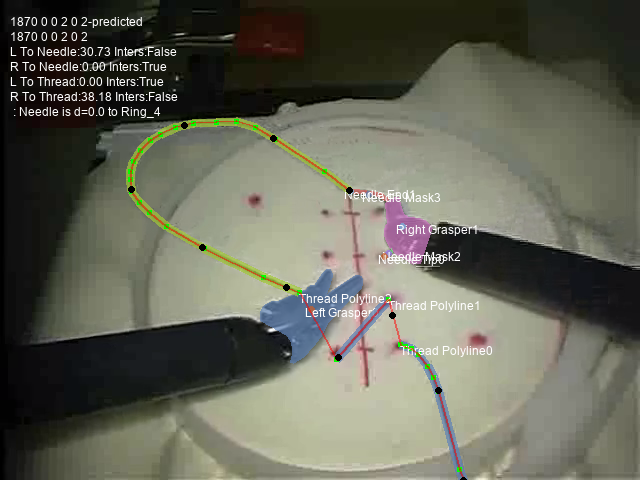 1870 0 0 2 0 2-predicted
1870 0 0 2 0 2
L To Needle:30.73 Inters:False
R To Needle:0.00 Inters:True
L To Thread:0.00 Inters:True
R To Thread:38.18 Inters:False
: Needle is d=0.0 to Ring_4
Needle End1
Needle Mask3
Right Grasper1
Needle Mask2
Needle Tip0
Thread Polyline2
Thread Polyline1
Left Grasper
Thread Polyline0